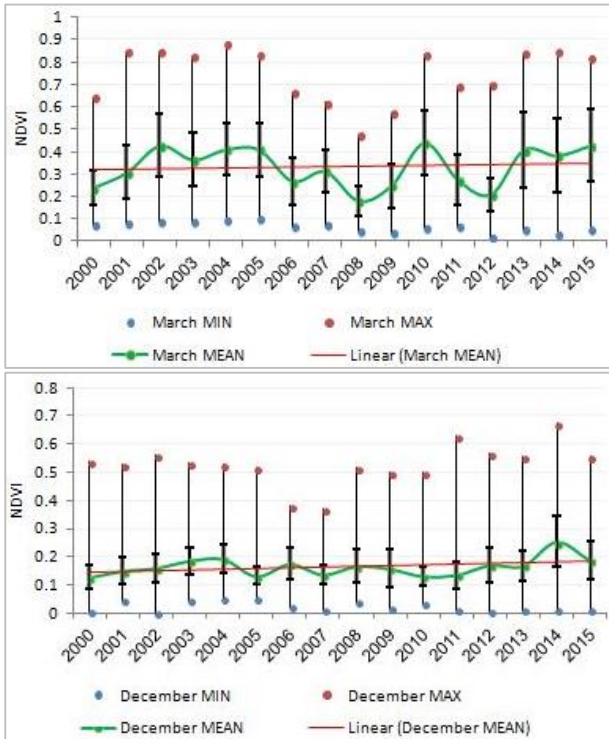 1
0.9
0.8
0.7
0.6
0.5
0.4
0.3
0.2
0.1
0
NDVI
2000 2001 2002 2003 2004 2005 2006 2007 2008 2009 2010 2011 2012 2013 2014 2015
March MIN March MAX
March MEAN Linear (March MEAN)
0.8
0.7
0.6
0.5
0.4
0.3
0.2
0.1
0
NDVI
2000 2001 2002 2003 2004 2005 2006 2007 2008 2009 2010 2011 2012 2013 2014 2015
December MIN December MAX
December MEAN Linear (December MEAN)